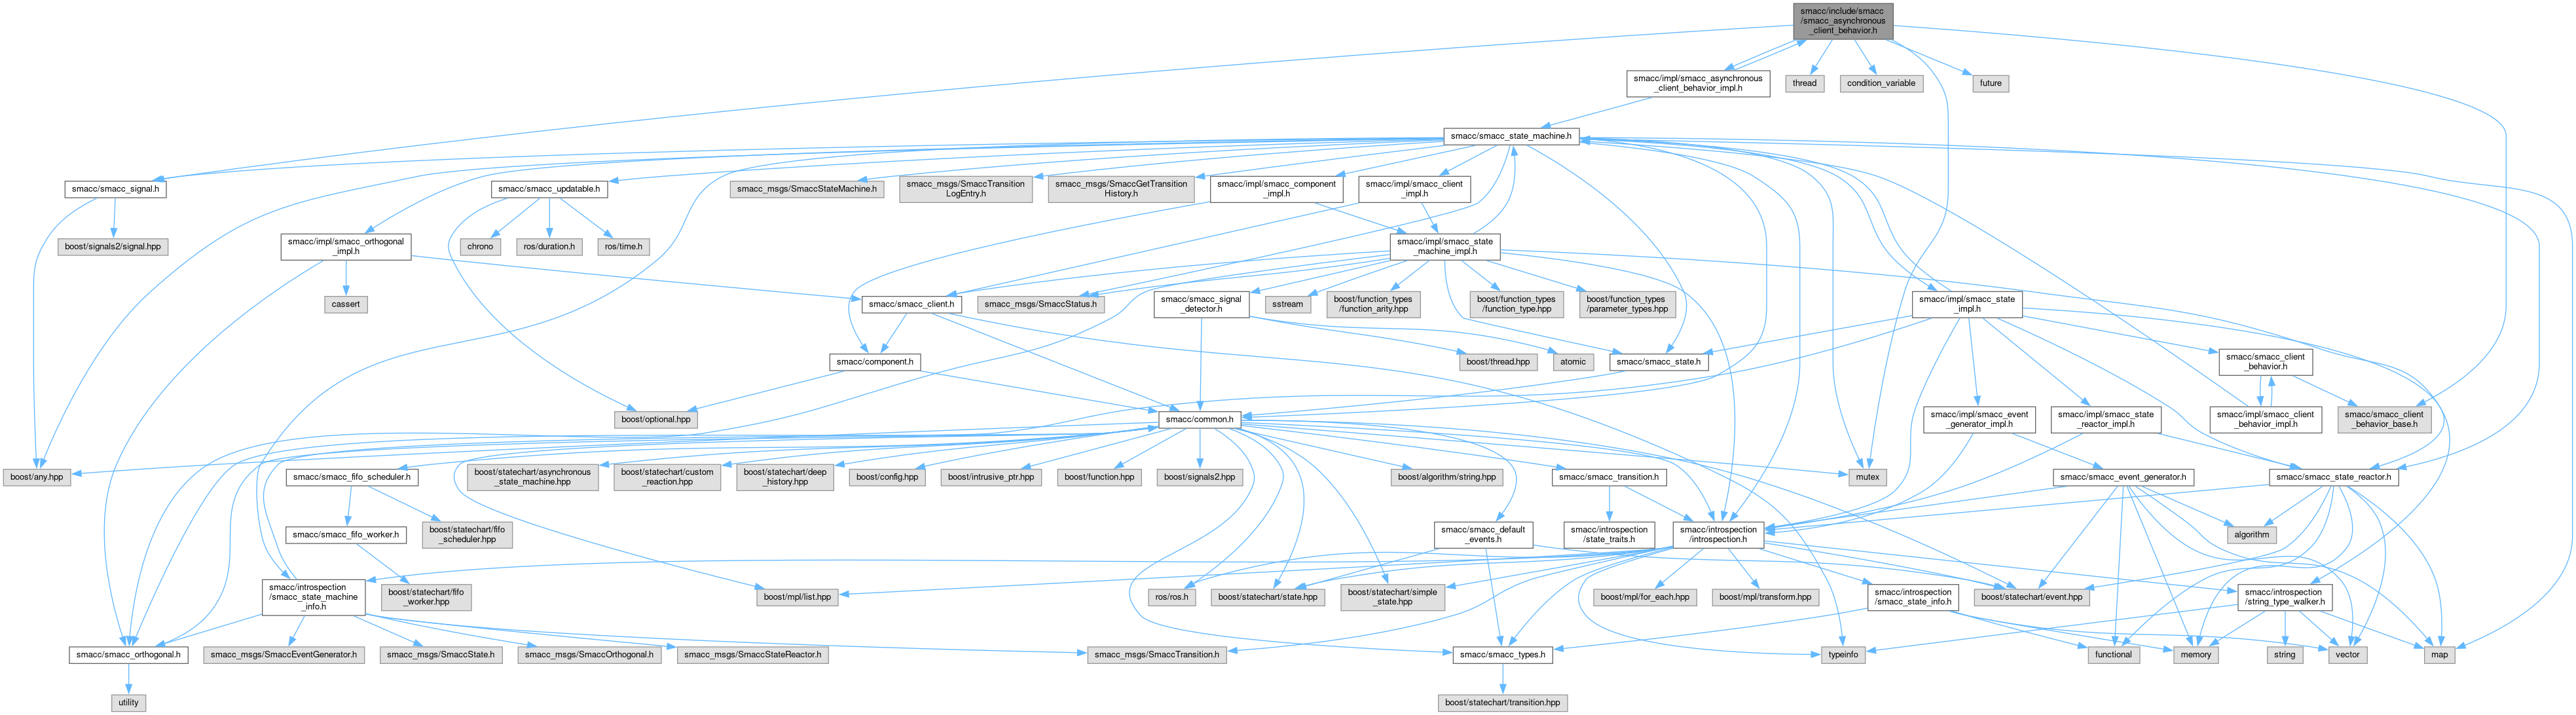 smacc/include/smacc
/smacc_asynchronous
_client_behavior.h
smacc/impl/smacc_asynchronous
_client_behavior_impl.h
thread
condition_variable
future
smacc/smacc_state_machine.h
smacc/smacc_signal.h
smacc/smacc_updatable.h
smacc_msgs/SmaccStateMachine.h
smacc_msgs/SmaccTransition
LogEntry.h
smacc_msgs/SmaccGetTransition
History.h
smacc/impl/smacc_component
_impl.h
smacc/impl/smacc_client
_impl.h
boost/signals2/signal.hpp
smacc/impl/smacc_orthogonal
_impl.h
chrono
ros/duration.h
ros/time.h
smacc/impl/smacc_state
_machine_impl.h
cassert
smacc/smacc_client.h
smacc_msgs/SmaccStatus.h
smacc/smacc_signal
_detector.h
sstream
boost/function_types
/function_arity.hpp
boost/function_types
/function_type.hpp
boost/function_types
/parameter_types.hpp
smacc/impl/smacc_state
_impl.h
smacc/component.h
boost/thread.hpp
atomic
smacc/smacc_state.h
smacc/smacc_client
_behavior.h
boost/optional.hpp
smacc/common.h
smacc/impl/smacc_event
_generator_impl.h
smacc/impl/smacc_state
_reactor_impl.h
smacc/impl/smacc_client
_behavior_impl.h
smacc/smacc_client
_behavior_base.h
boost/any.hpp
smacc/smacc_fifo_scheduler.h
boost/statechart/asynchronous
_state_machine.hpp
boost/statechart/custom
_reaction.hpp
boost/statechart/deep
_history.hpp
boost/config.hpp
boost/intrusive_ptr.hpp
boost/function.hpp
boost/signals2.hpp
boost/algorithm/string.hpp
smacc/smacc_transition.h
mutex
smacc/smacc_event_generator.h
smacc/smacc_state_reactor.h
smacc/smacc_fifo_worker.h
boost/statechart/fifo
_scheduler.hpp
smacc/smacc_default
_events.h
smacc/introspection
/state_traits.h
smacc/introspection
/introspection.h
algorithm
smacc/introspection
/smacc_state_machine
_info.h
boost/statechart/fifo
_worker.hpp
boost/mpl/list.hpp
ros/ros.h
boost/statechart/state.hpp
boost/statechart/simple
_state.hpp
boost/mpl/for_each.hpp
boost/mpl/transform.hpp
smacc/introspection
/smacc_state_info.h
boost/statechart/event.hpp
smacc/introspection
/string_type_walker.h
smacc/smacc_orthogonal.h
smacc_msgs/SmaccEventGenerator.h
smacc_msgs/SmaccState.h
smacc_msgs/SmaccOrthogonal.h
smacc_msgs/SmaccStateReactor.h
smacc_msgs/SmaccTransition.h
smacc/smacc_types.h
typeinfo
functional
memory
string
vector
map
utility
boost/statechart/transition.hpp